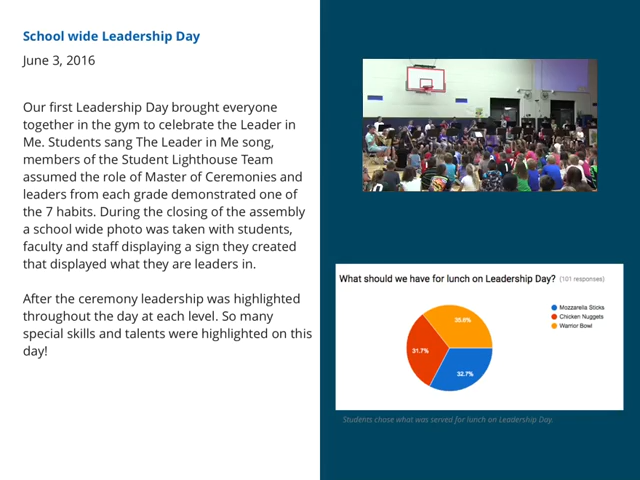 School wide Leadership Day
June 3, 2016
Our first Leadership Day brought everyone
together in the gym to celebrate the Leader in
Me. Students sang The Leader in Me song,
members of the Student Lighthouse Team
assumed the role of Master of Ceremonies and
leaders from each grade demonstrated one of
the 7 habits. During the closing of the assembly
a school wide photo was taken with students,
faculty and staff displaying a sign they created
that displayed what they are leaders in.
After the ceremony leadership was highlighted
throughout the day at each level. So many
special skills and talents were highlighted on this
day!
What should we have for lunch on Leadership Day? (101 responses)
Mozzarella Sticks
Chicken Nuggets
Warrior Bowl
35.6%
31.7%
32.7%
Students chose what was served for lunch on Leadership Day.